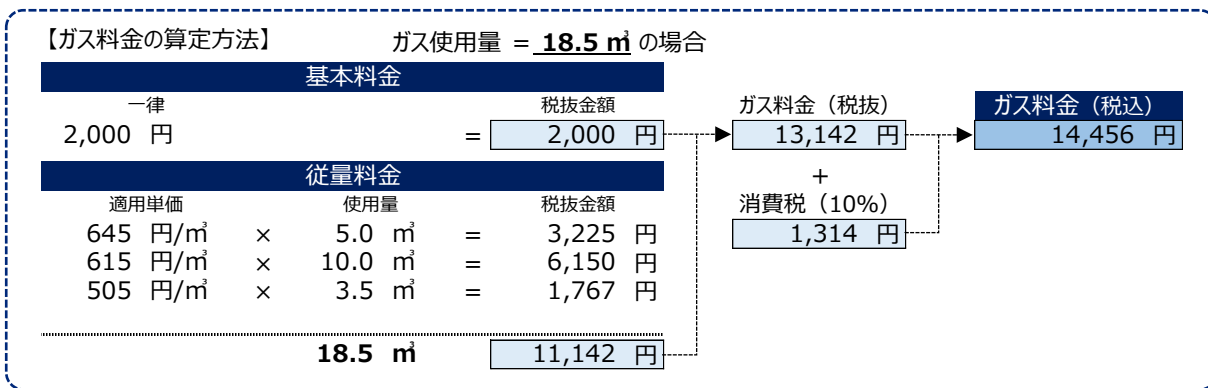 【ガス料金の算定方法】 ガス使用量 = 18.5 ㎥ の場合
基本料金
一律 税抜金額
2,000 円 = 2,000 円
従量料金
適用単価 使用量 税抜金額
645 円/㎥ × 5.0 ㎥ = 3,225 円
615 円/㎥ × 10.0 ㎥ = 6,150 円
505 円/㎥ × 3.5 ㎥ = 1,767 円
18.5 ㎥ 11,142 円
ガス料金（税抜）
13,142 円
+
消費税（10%）
1,314 円
ガス料金（税込）
14,456 円